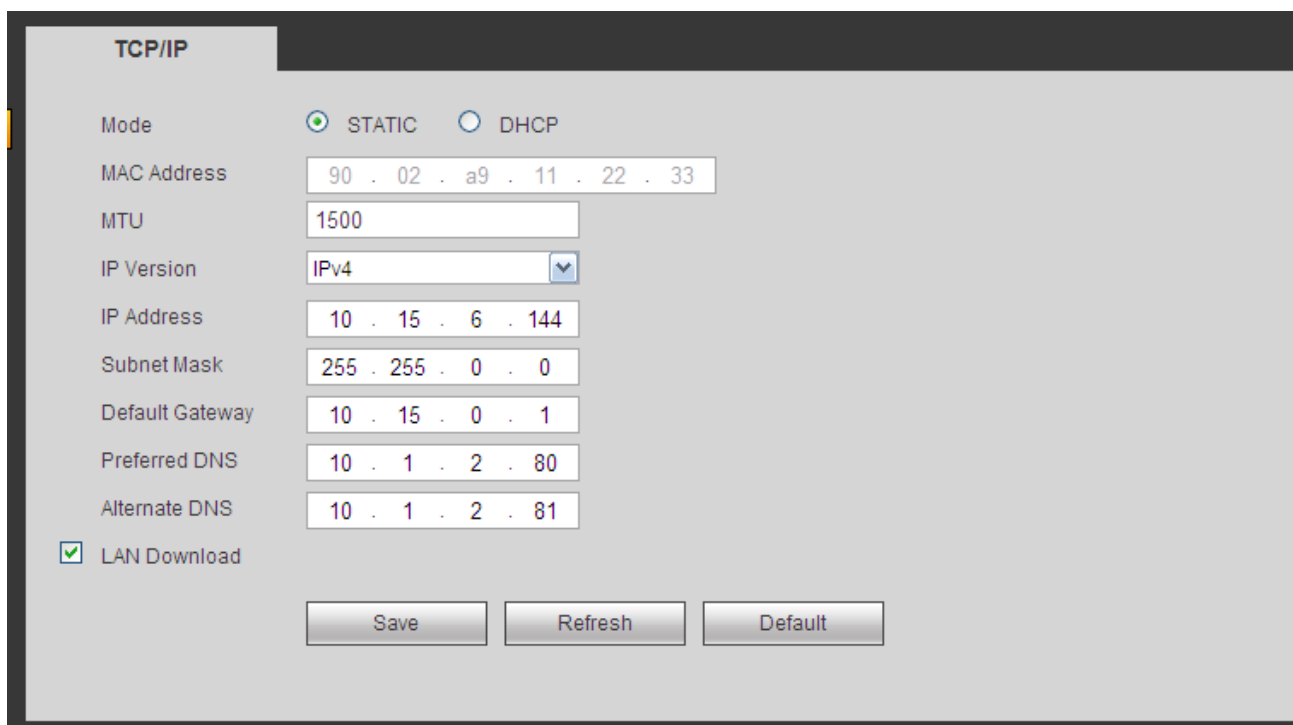 TCP/IP
Mode STATIC DHCP
MAC Address 90 . 02 . a9 . 11 . 22 . 33
MTU 1500
IP Version IPv4
IP Address 10 . 15 . 6 . 144
Subnet Mask 255 . 255 . 0 . 0
Default Gateway 10 . 15 . 0 . 1
Preferred DNS 10 . 1 . 2 . 80
Alternate DNS 10 . 1 . 2 . 81
LAN Download
Save Refresh Default